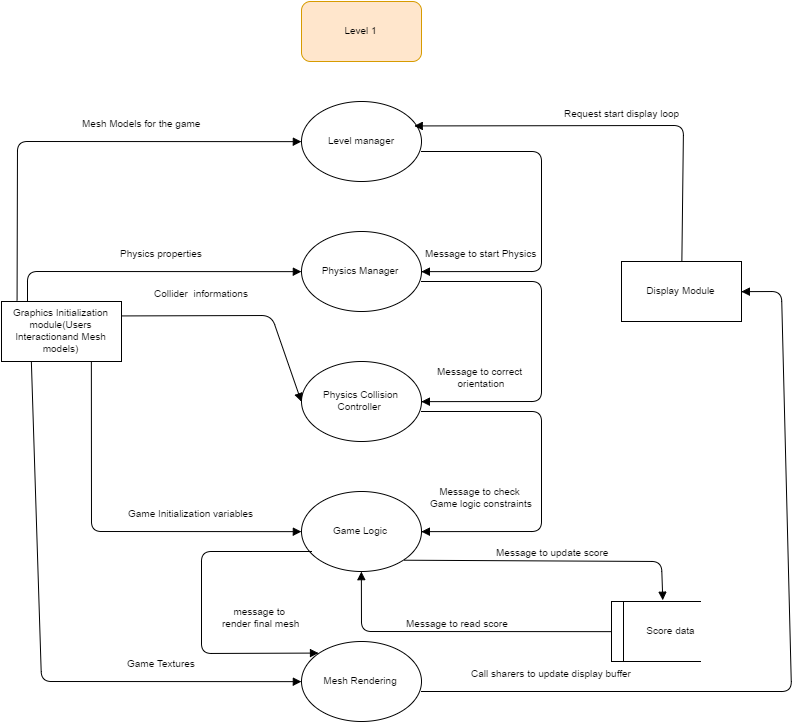 Level 1
Request start display loop
Mesh Models for the game
Level manager
Physics properties
Message to start Physics
Physics Manager
Display Module
Collider informations
Graphics Initialization
module(Users
Interactionand Mesh
models)
Message to correct
orientation
Physics Collision
Controller
Message to check
Game logic constraints
Game Initialization variables
Game Logic
Message to update score
message to
render final mesh
Message to read score
Score data
Game Textures
Mesh Rendering
Call sharers to update display buffer